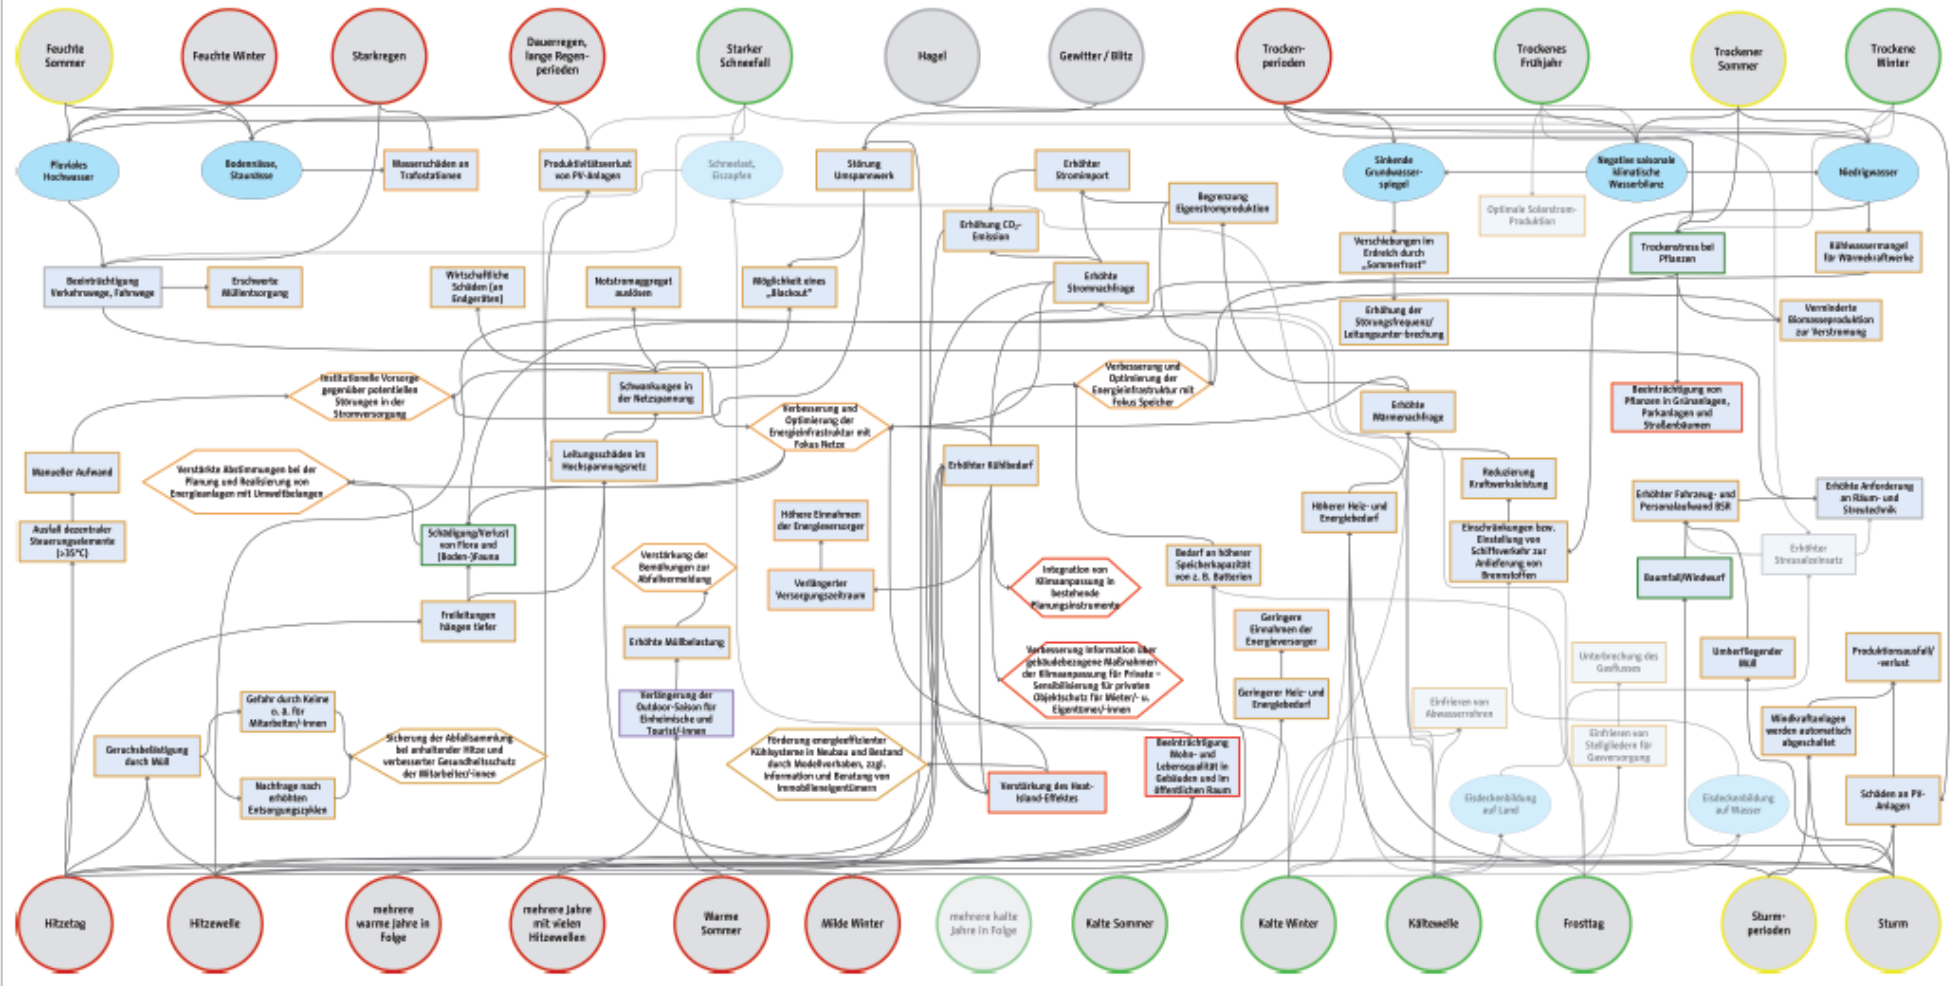 Feuchte
Sommer
Feuchte Winter
Starkregen
Dauerregen,
lange Regen-
perioden
Starker
Schneefall
Hagel
Gewitter / Blitz
Trocken-
perioden
Trockenes
Frühjahr
Trockener
Sommer
Trockene
Winter
Pluviales
Hochwasser
Bodennässe,
Staunässe
Wasserschäden an
Trafostationen
Produktivitätsverlust
von PV-Anlagen
Schneelast,
Eiszapfen
Störung
Umspannwerk
Erhöhter
Stromimport
Begrenzung
Eigenstromproduktion
Sinkende
Grundwasser-
spiegel
Negative saisonale
klimatische
Wasserbilanz
Niedrigwasser
Optimale Solarstrom-
Produktion
Erhöhung CO₂-
Emission
Verschiebungen im
Erdreich durch
„Sommerfrost“
Trockenstress bei
Pflanzen
Kühlwassermangel
für Wärmekraftwerke
Beeinträchtigung
Verkehrswege, Fahrwege
Erschwerte
Müllentsorgung
Wirtschaftliche
Schäden (an
Endgeräten)
Notstromaggregat
auslösen
Möglichkeit eines
„Blackout“
Erhöhte
Stromnachfrage
Erhöhung der
Störungsfrequenz/
Leitungsunter-brechung
Verminderte
Biomasseproduktion
zur Verstromung
Institutionelle Vorsorge
gegenüber potentiellen
Störungen in der
Stromversorgung
Schwankungen in
der Netzspannung
Verbesserung und
Optimierung der
Energieinfrastruktur mit
Fokus Netze
Verbesserung und
Optimierung der
Energieinfrastruktur mit
Fokus Speicher
Erhöhte
Wärmenachfrage
Beeinträchtigung von
Pflanzen in Grünanlagen,
Parkanlagen und
Straßenbäumen
Manueller Aufwand
Verstärkte Abstimmungen bei der
Planung und Realisierung von
Energieanlagen mit Umweltbelangen
Leitungsschäden im
Hochspannungsnetz
Erhöhter Kühlbedarf
Reduzierung
Kraftwerksleistung
Höherer Heiz- und
Energiebedarf
Erhöhter Fahrzeug- und
Personalaufwand BSR
Erhöhte Anforderung
an Räum- und
Streutechnik
Ausfall dezentraler
Steuerungselemente
(>35°C)
Schädigung/Verlust
von Flora und
(Boden-)Fauna
Höhere Einnahmen
der Energieversorger
Einschränkungen bzw.
Einstellung von
Schiffsverkehr zur
Anlieferung von
Brennstoffen
Erhöhter
Streusalzeinsatz
Verstärkung der
Bemühungen zur
Abfallvermeidung
Verlängerter
Versorgungszeitraum
Integration von
Klimaanpassung in
bestehende
Planungsinstrumente
Bedarf an höherer
Speicherkapazität
von z. B. Batterien
Baumfall/Windwurf
Freileitungen
hängen tiefer
Erhöhte Müllbelastung
Geringere
Einnahmen der
Energieversorger
Unterbrechung des
Gasflusses
Umherfliegender
Müll
Produktionsausfall/
-verlust
Verbesserung Information über
gebäudebezogene Maßnahmen
der Klimaanpassung für Private –
Sensibilisierung für privaten
Objektschutz für Mieter/- u.
Eigentümer/-innen
Gefahr durch Keime
o. ä. für
Mitarbeiter/-innen
Verlängerung der
Outdoor-Saison für
Einheimische und
Tourist/-innen
Geringerer Heiz- und
Energiebedarf
Einfrieren von
Abwasserrohren
Windkraftanlagen
werden automatisch
abgeschaltet
Geruchsbelästigung
durch Müll
Sicherung der Abfallsammlung
bei anhaltender Hitze und
verbesserter Gesundheitsschutz
der Mitarbeiter/-innen
Förderung energieeffizienter
Kühlsysteme in Neubau und Bestand
durch Modellvorhaben, zzgl.
Information und Beratung von
Immobilieneigentümern
Beeinträchtigung
Wohn- und
Lebensqualität in
Gebäuden und im
öffentlichen Raum
Einfrieren von
Stellgliedern für
Gasversorgung
Nachfrage nach
erhöhten
Entsorgungszyklen
Verstärkung des Heat-
Island-Effektes
Eisdeckenbildung
auf Land
Eisdeckenbildung
auf Wasser
Schäden an PV-
Anlagen
Hitzetag
Hitzewelle
mehrere
warme Jahre in
Folge
mehrere Jahre
mit vielen
Hitzewellen
Warme
Sommer
Milde Winter
mehrere kalte
Jahre in Folge
Kalte Sommer
Kalte Winter
Kältewelle
Frosttag
Sturm-
perioden
Sturm